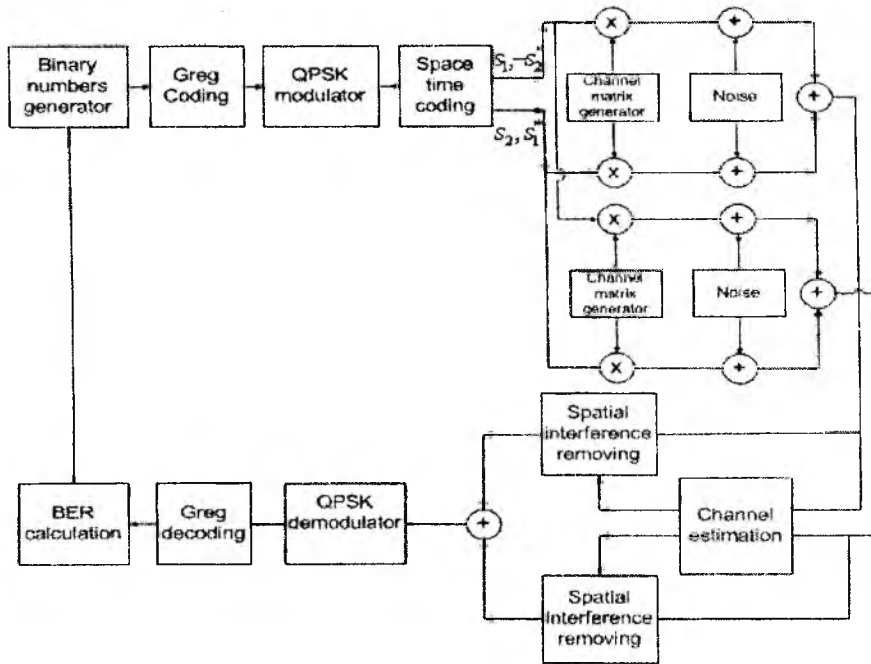 Binary
numbers
generator
Greg
Coding
QPSK
modulator
Space
time
coding
S₁, -S₂*
S₂, S₁*
X
+
Channel
matrix
generator
Noise
+
X
+
X
+
Channel
matrix
generator
Noise
+
X
+
Spatial
interference
removing
BER
calculation
Greg
decoding
QPSK
demodulator
+
Channel
estimation
Spatial
Interference
removing